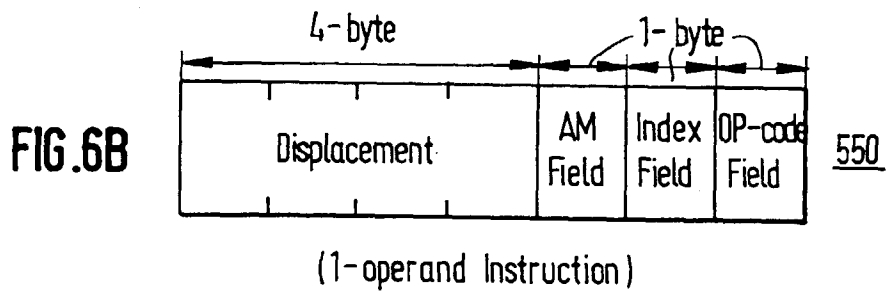 4-byte
1-byte
FIG.6B
Displacement
AM Field
Index Field
OP-code Field
550
(1-operand Instruction)